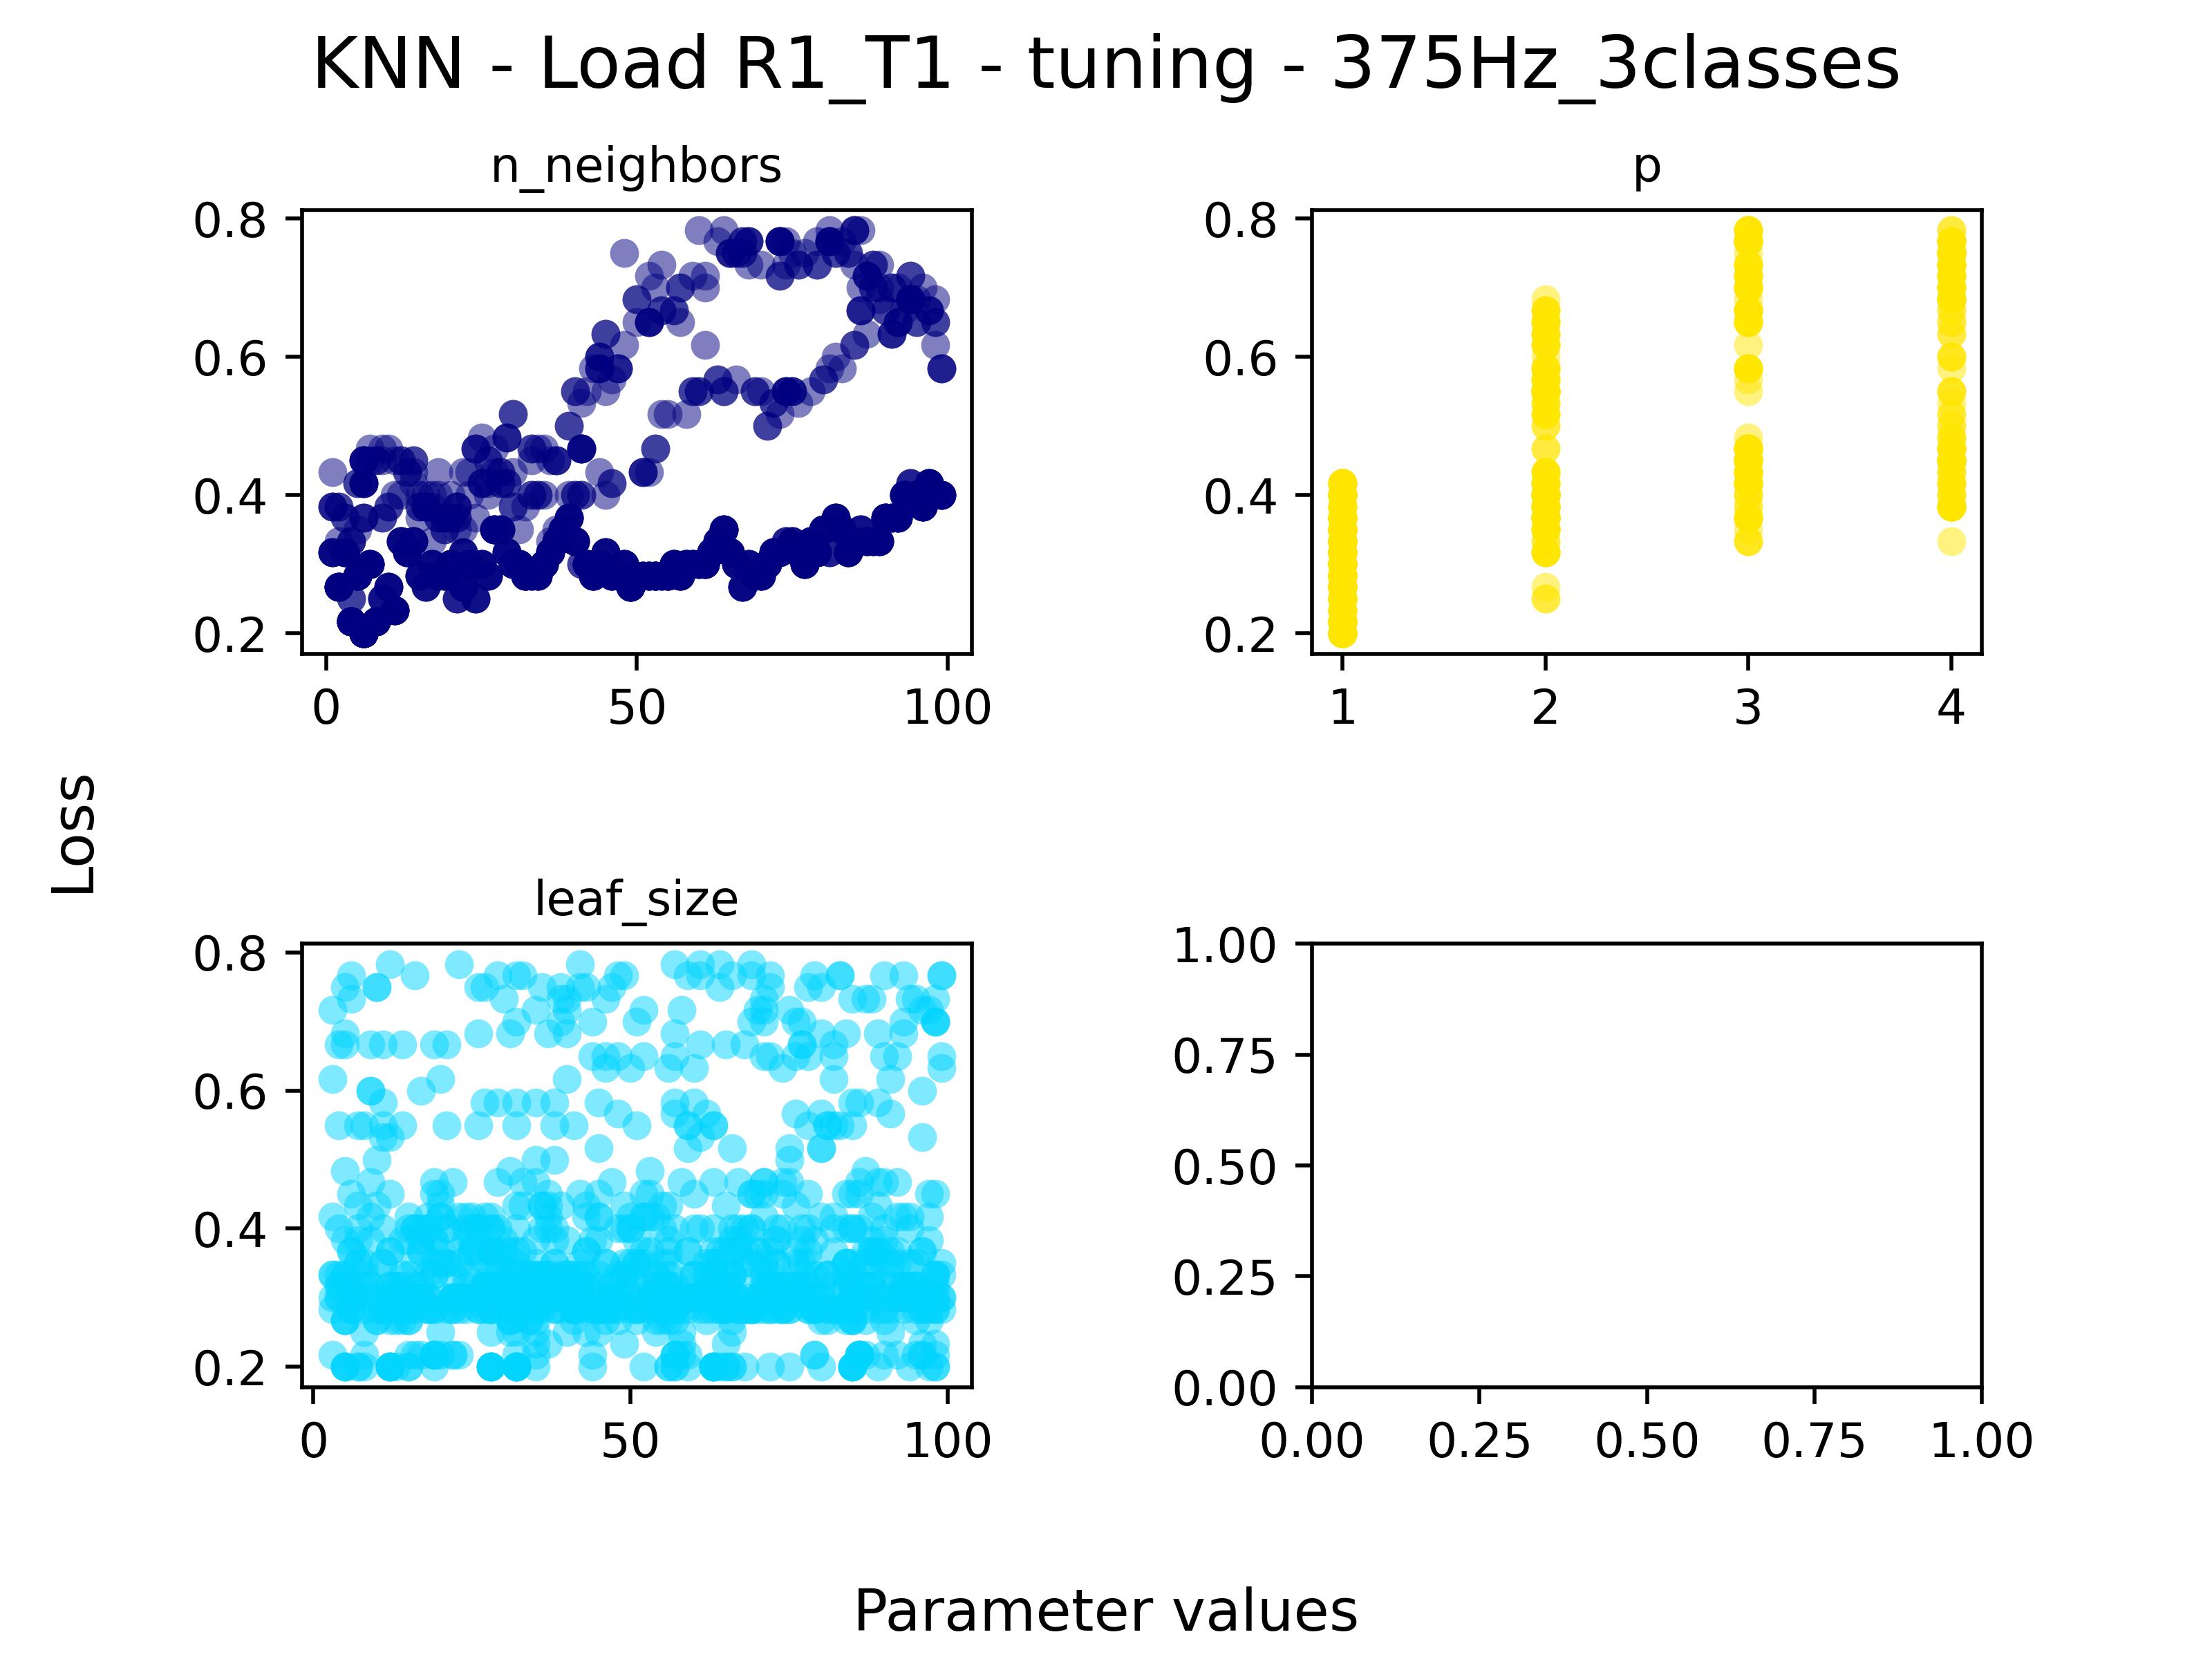 KNN - Load R1_T1 - tuning - 375Hz_3classes
n_neighbors
0.8
0.6
0.4
0.2
0 50 100
p
0.8
0.6
0.4
0.2
1 2 3 4
Loss
leaf_size
0.8
0.6
0.4
0.2
0 50 100
1.00
0.75
0.50
0.25
0.00
0.00 0.25 0.50 0.75 1.00
Parameter values